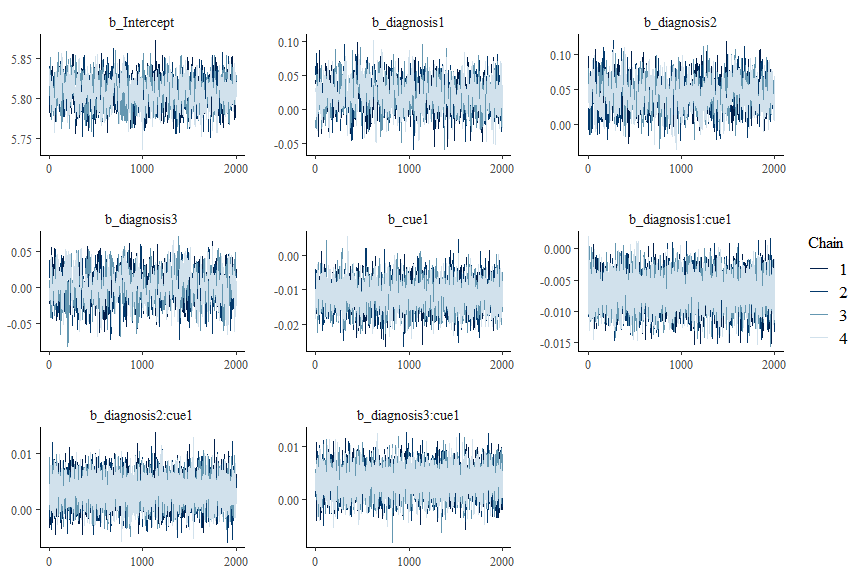 b_Intercept
5.85
5.80
5.75
0 1000 2000
b_diagnosis1
0.10
0.05
0.00
-0.05
0 1000 2000
b_diagnosis2
0.10
0.05
0.00
0 1000 2000
b_diagnosis3
0.05
0.00
-0.05
0 1000 2000
b_cue1
0.00
-0.01
-0.02
0 1000 2000
b_diagnosis1:cue1
0.000
-0.005
-0.010
-0.015
0 1000 2000
Chain
1
2
3
4
b_diagnosis2:cue1
0.01
0.00
0 1000 2000
b_diagnosis3:cue1
0.01
0.00
0 1000 2000